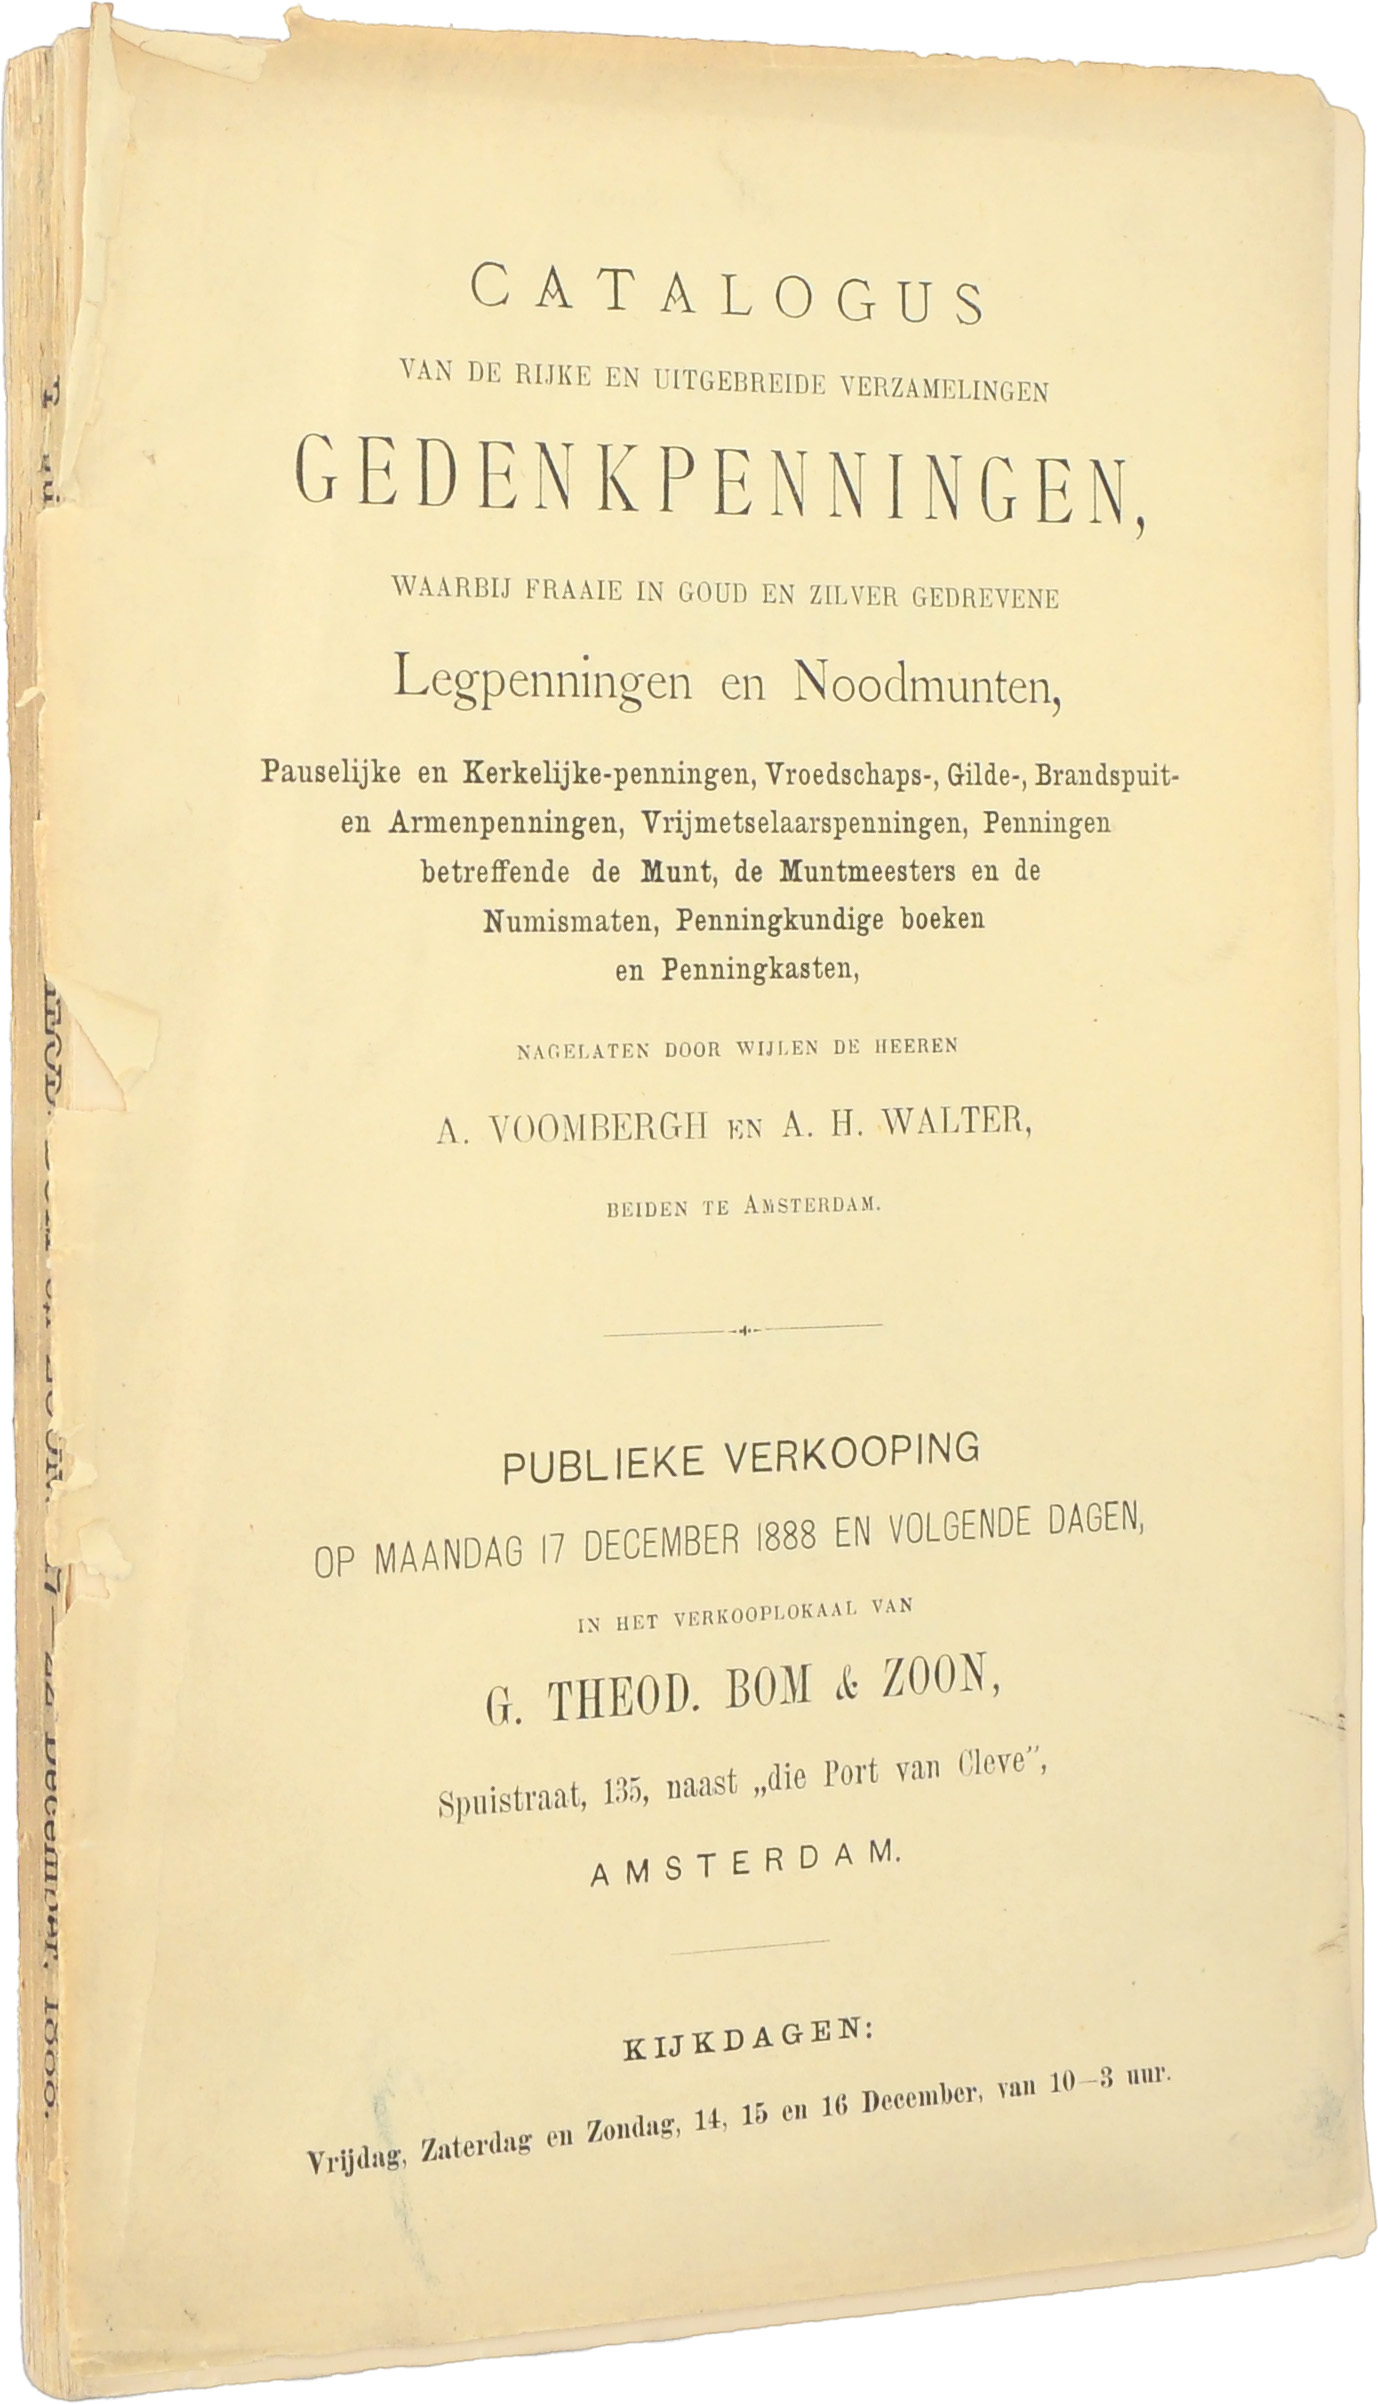 CATALOGUS
VAN DE RIJKE EN UITGEBREIDE VERZAMELINGEN
GEDENKPENNINGEN,
WAARBIJ FRAAIE IN GOUD EN ZILVER GEDREVENE
Legpenningen en Noodmunten,
Pauselijke en Kerkelijke-penningen, Vroedschaps-, Gilde-, Brandspuit-
en Armenpenningen, Vrijmetselaarspenningen, Penningen
betreffende de Munt, de Muntmeesters en de
Numismaten, Penningkundige boeken
en Penningkasten,
NAGELATEN DOOR WIJLEN DE HEEREN
A. VOOMBERGH EN A. H. WALTER,
BEIDEN TE AMSTERDAM.
PUBLIEKE VERKOOPING
OP MAANDAG 17 DECEMBER 1888 EN VOLGENDE DAGEN,
IN HET VERKOOPLOKAAL VAN
G. THEOD. BOM & ZOON,
Spuistraat, 135, naast „die Port van Cleve",
AMSTERDAM.
KIJKDAGEN:
Vrijdag, Zaterdag en Zondag, 14, 15 en 16 December, van 10—3 uur.
17—22 December, 1888.